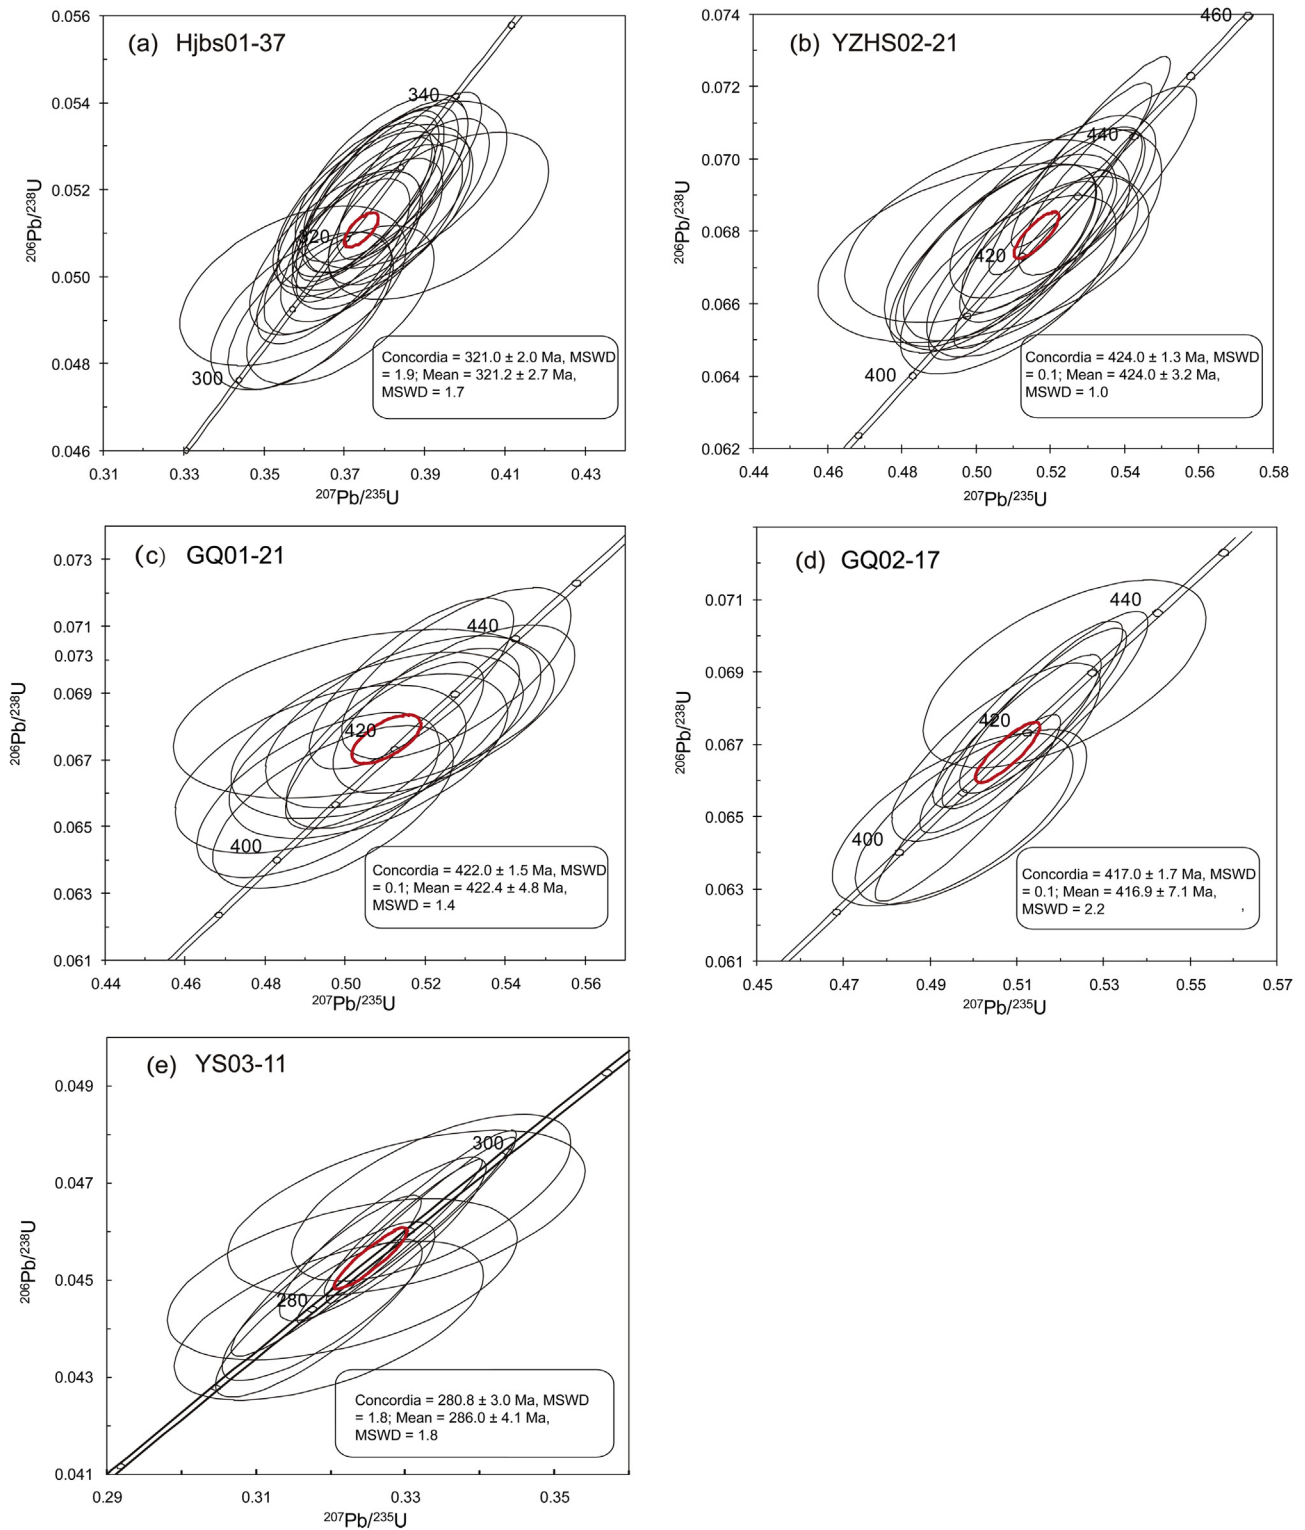 (a) Hjbs01-37
0.056
0.054
0.052
0.050
0.048
0.046
206Pb/238U
340
320
300
Concordia = 321.0 ± 2.0 Ma, MSWD
= 1.9; Mean = 321.2 ± 2.7 Ma,
MSWD = 1.7
0.31 0.33 0.35 0.37 0.39 0.41 0.43
207Pb/235U
(b) YZHS02-21
0.074
0.072
0.070
0.068
0.066
0.064
0.062
206Pb/238U
460
440
420
400
Concordia = 424.0 ± 1.3 Ma, MSWD
= 0.1; Mean = 424.0 ± 3.2 Ma,
MSWD = 1.0
0.44 0.46 0.48 0.50 0.52 0.54 0.56 0.58
207Pb/235U
(c) GQ01-21
0.073
0.071
0.073
0.069
0.067
0.065
0.063
0.061
206Pb/238U
440
420
400
Concordia = 422.0 ± 1.5 Ma, MSWD
= 0.1; Mean = 422.4 ± 4.8 Ma,
MSWD = 1.4
0.44 0.46 0.48 0.50 0.52 0.54 0.56
207Pb/235U
(d) GQ02-17
0.071
0.069
0.067
0.065
0.063
0.061
206Pb/238U
440
420
400
Concordia = 417.0 ± 1.7 Ma, MSWD
= 0.1; Mean = 416.9 ± 7.1 Ma,
MSWD = 2.2 ,
0.45 0.47 0.49 0.51 0.53 0.55 0.57
207Pb/235U
(e) YS03-11
0.049
0.047
0.045
0.043
0.041
206Pb/238U
300
280
Concordia = 280.8 ± 3.0 Ma, MSWD
= 1.8; Mean = 286.0 ± 4.1 Ma,
MSWD = 1.8
0.29 0.31 0.33 0.35
207Pb/235U